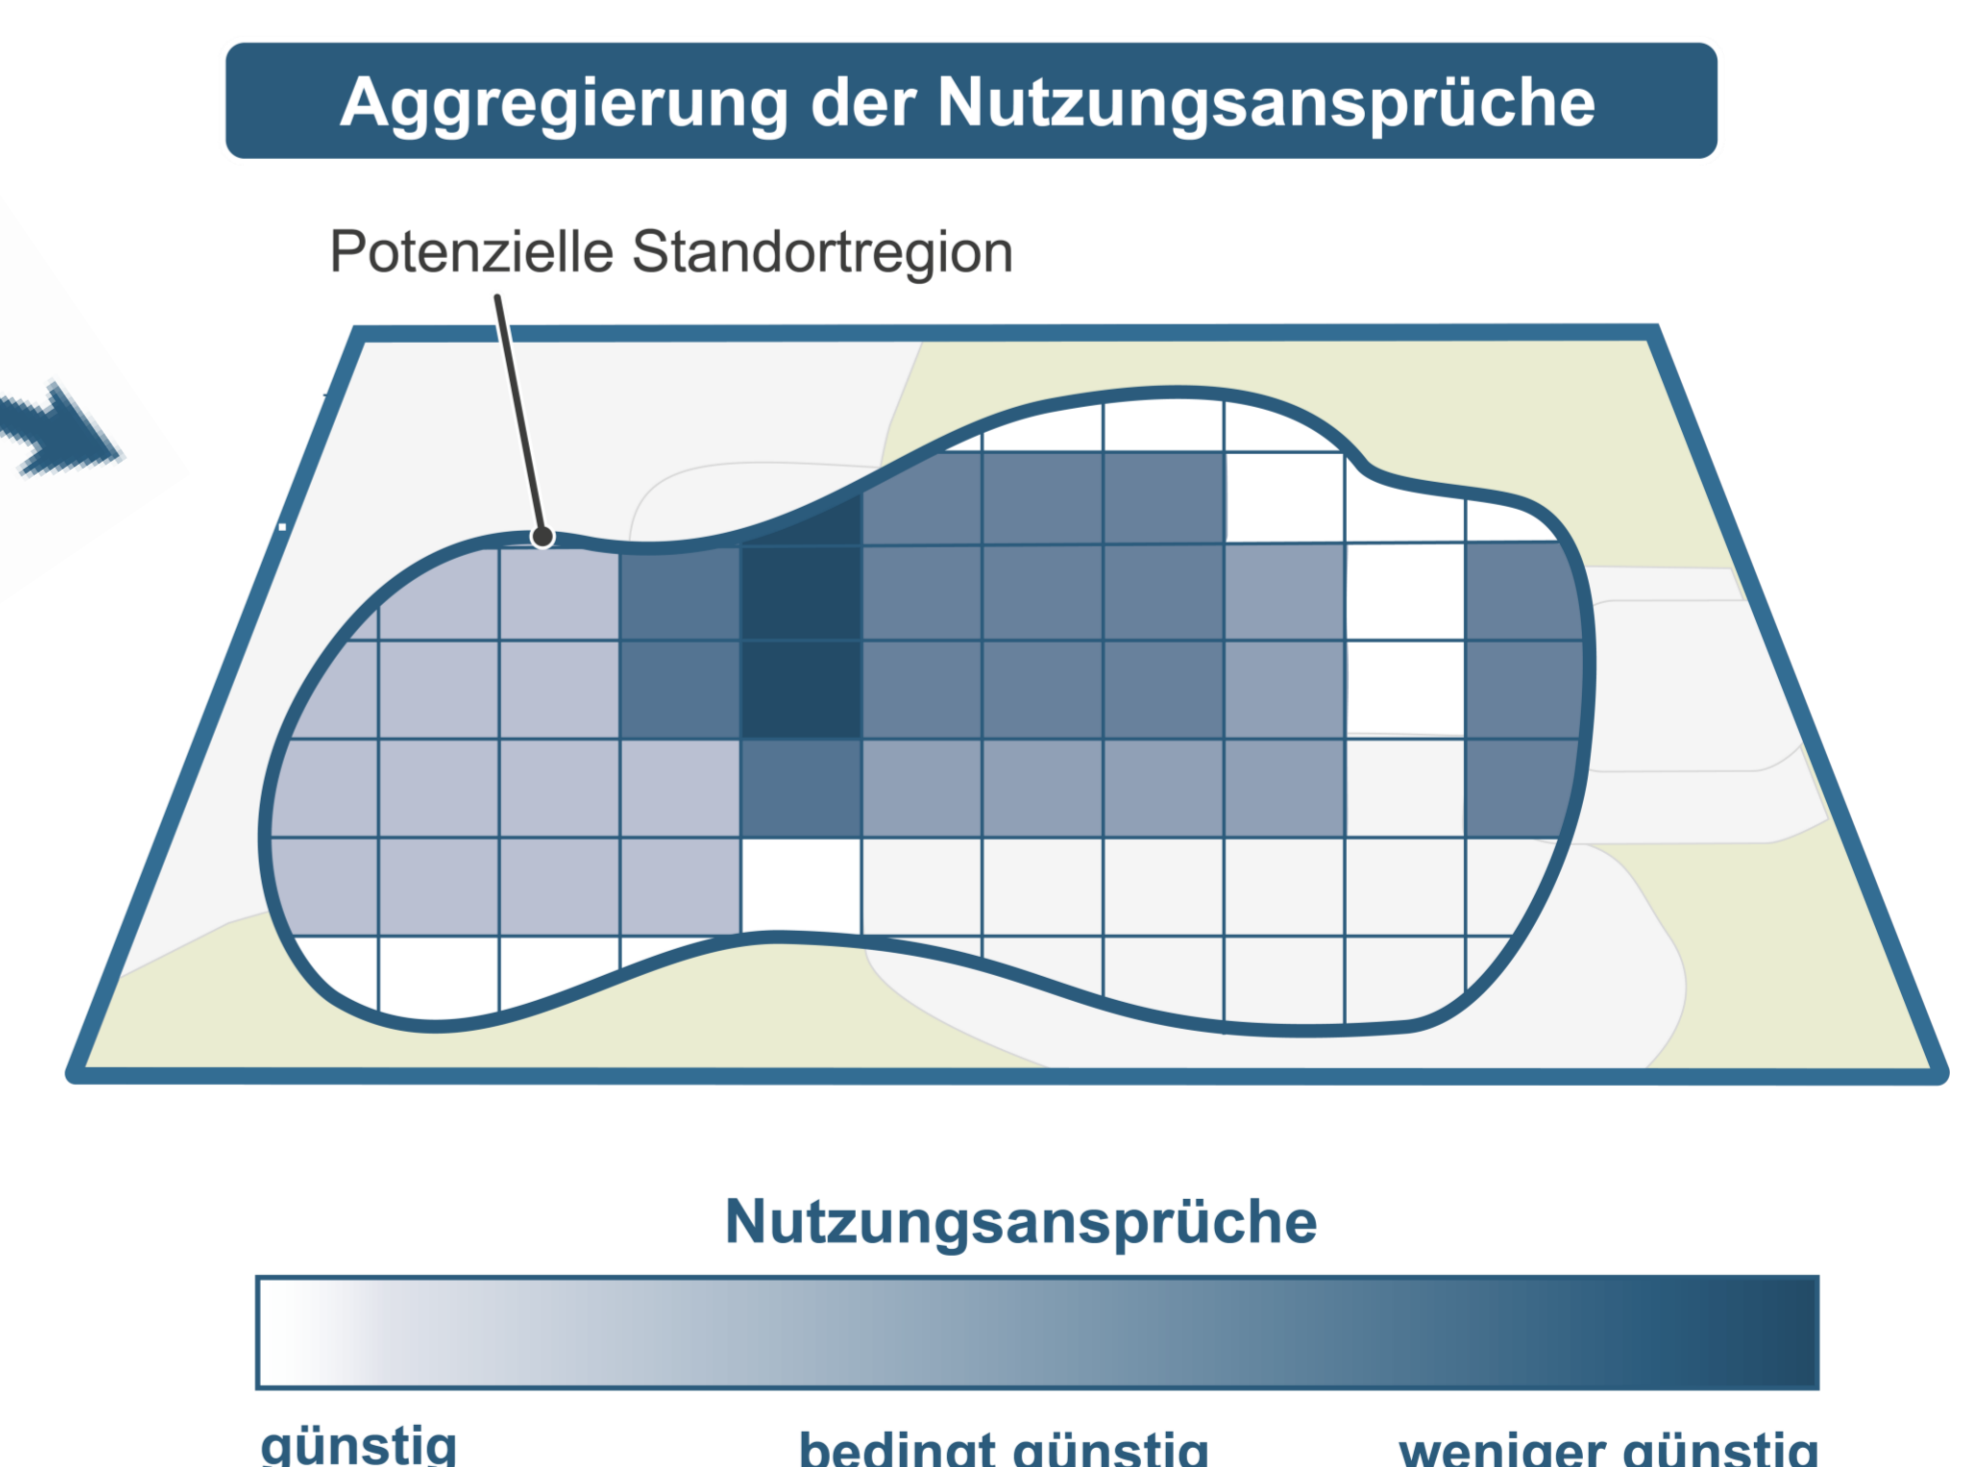 Aggregierung der Nutzungsansprüche
Potenzielle Standortregion
Nutzungsansprüche
günstig
bedingt günstig
weniger günstig